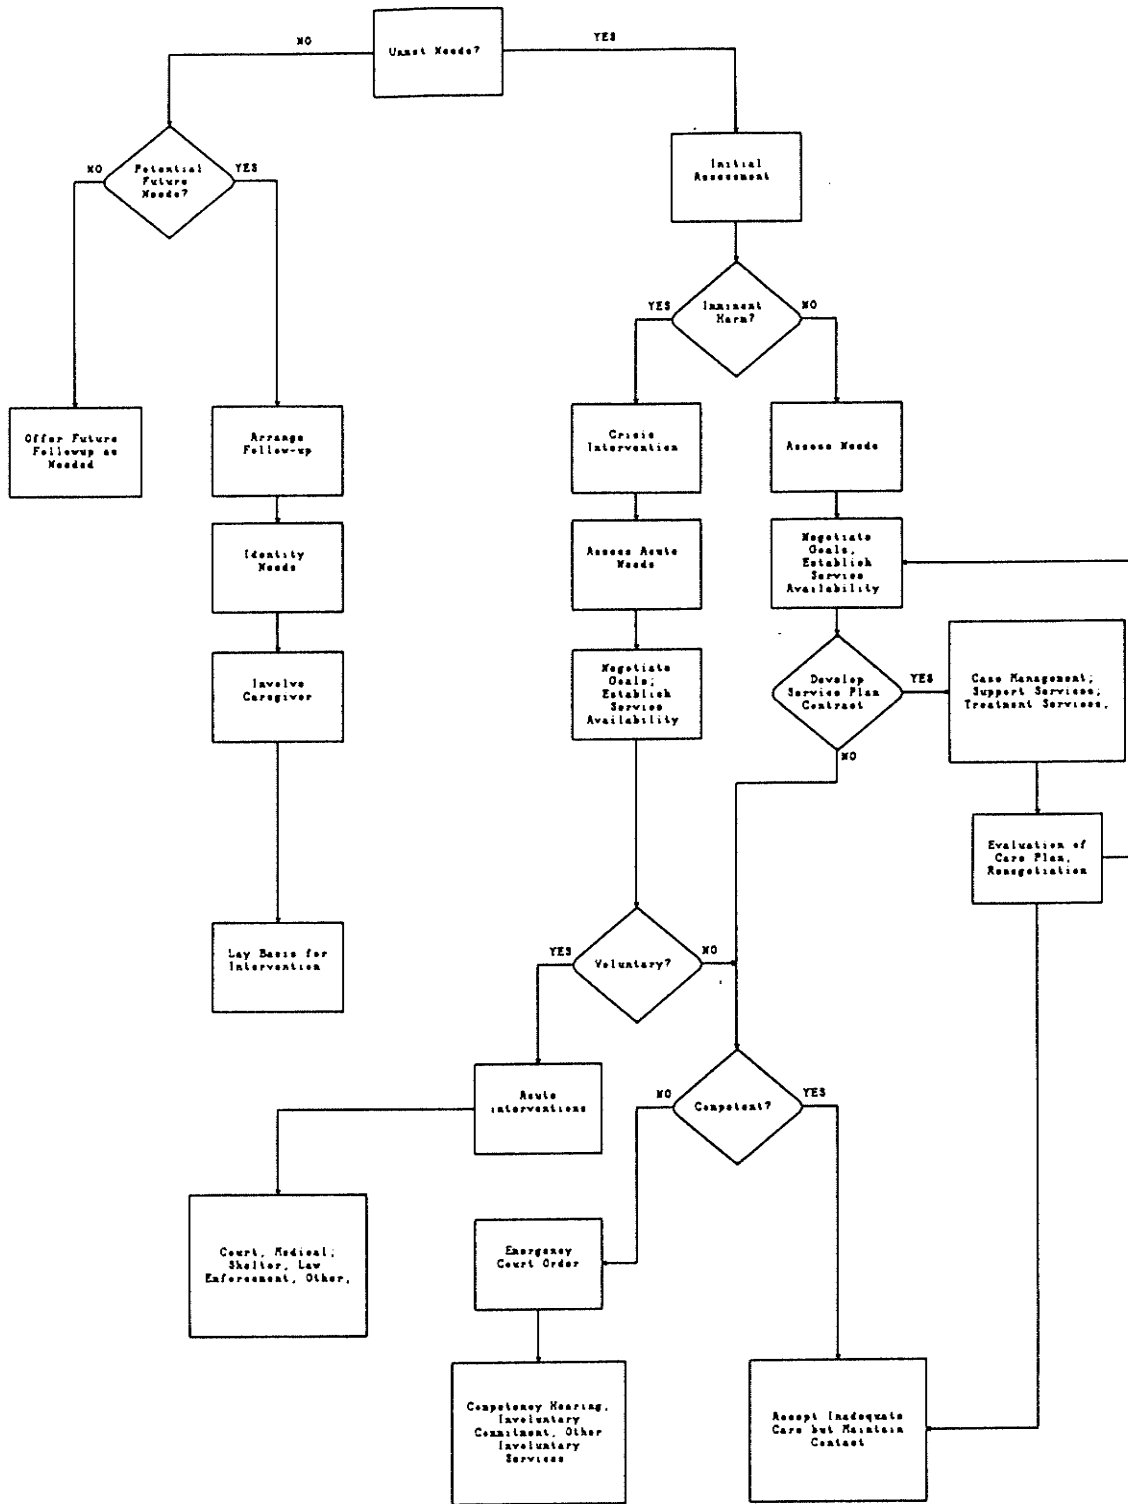 NO
YES
Unmet Needs?
NO
Potential
Future
Needs?
YES
Initial
Assessment
YES
Imminent
Harm?
NO
Offer Future
Followup as
Needed
Arrange
Follow-up
Crisis
Intervention
Assess Needs
Identity
Needs
Assess Acute
Needs
Negotiate
Goals,
Establish
Service
Availability
Involve
Caregiver
Negotiate
Goals;
Establish
Service
Availability
Develop
Service Plan
Contract
YES
NO
Case Management;
Support Services;
Treatment Services,
Evaluation of
Care Plan,
Renegotiation
Lay Basis for
Intervention
YES
Voluntary?
NO
Acute
interventions
NO
Competent?
YES
Court, Medical;
Shelter, Law
Enforcement, Other,
Emergency
Court Order
Competency Hearing,
Involuntary
Commitment, Other
Involuntary
Services
Accept Inadequate
Care but Maintain
Contact